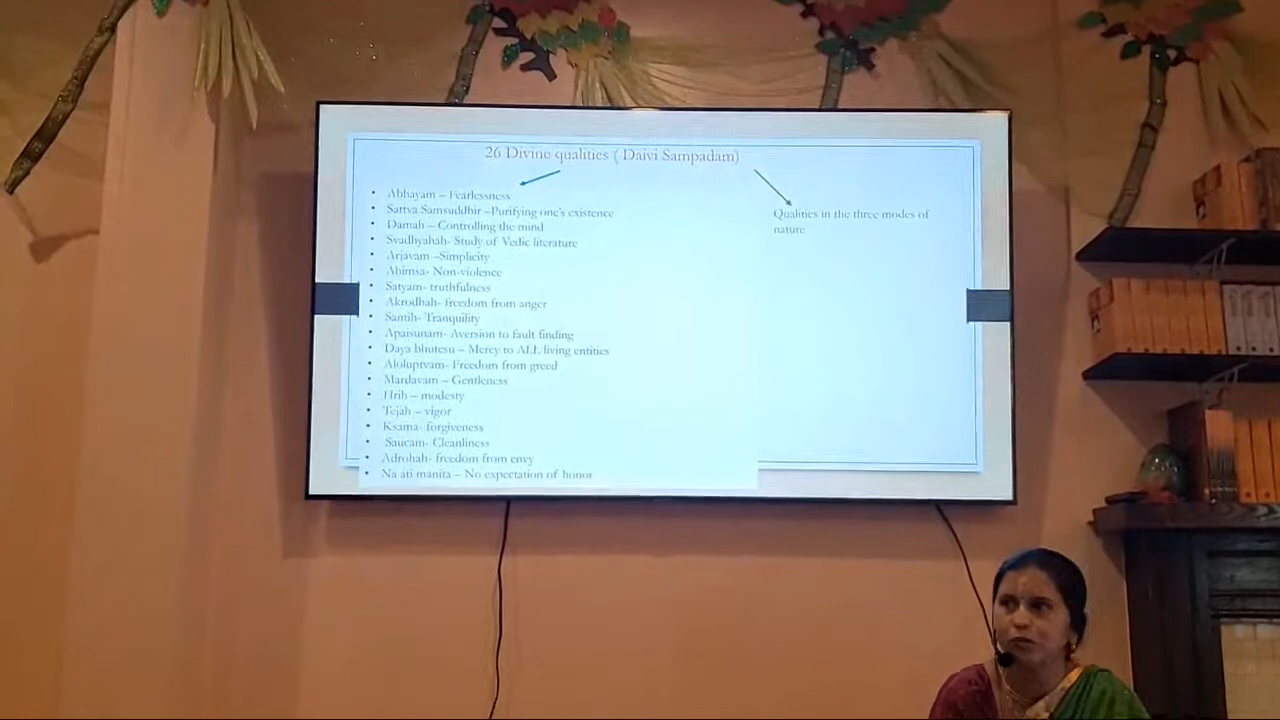 26 Divine qualities ( Daivi Sampadam)
• Abhayam – Fearlessness
• Sattva Samsuddhir –Purifying one's existence
• Damah – Controlling the mind
• Svadhyahah- Study of Vedic literature
• Arjavam –Simplicity
• Ahimsa- Non-violence
• Satyam- truthfulness
• Akrodhah- freedom from anger
• Santih- Tranquility
• Apaisunam- Aversion to fault finding
• Daya bhutesu – Mercy to ALL living entities
• Aloluptvam- Freedom from greed
• Mardavam – Gentleness
• Hrih – modesty
• Tejah – vigor
• Ksama- forgiveness
• Saucam- Cleanliness
• Adrohah- freedom from envy
• Na ati manita – No expectation of honor
Qualities in the three modes of
nature